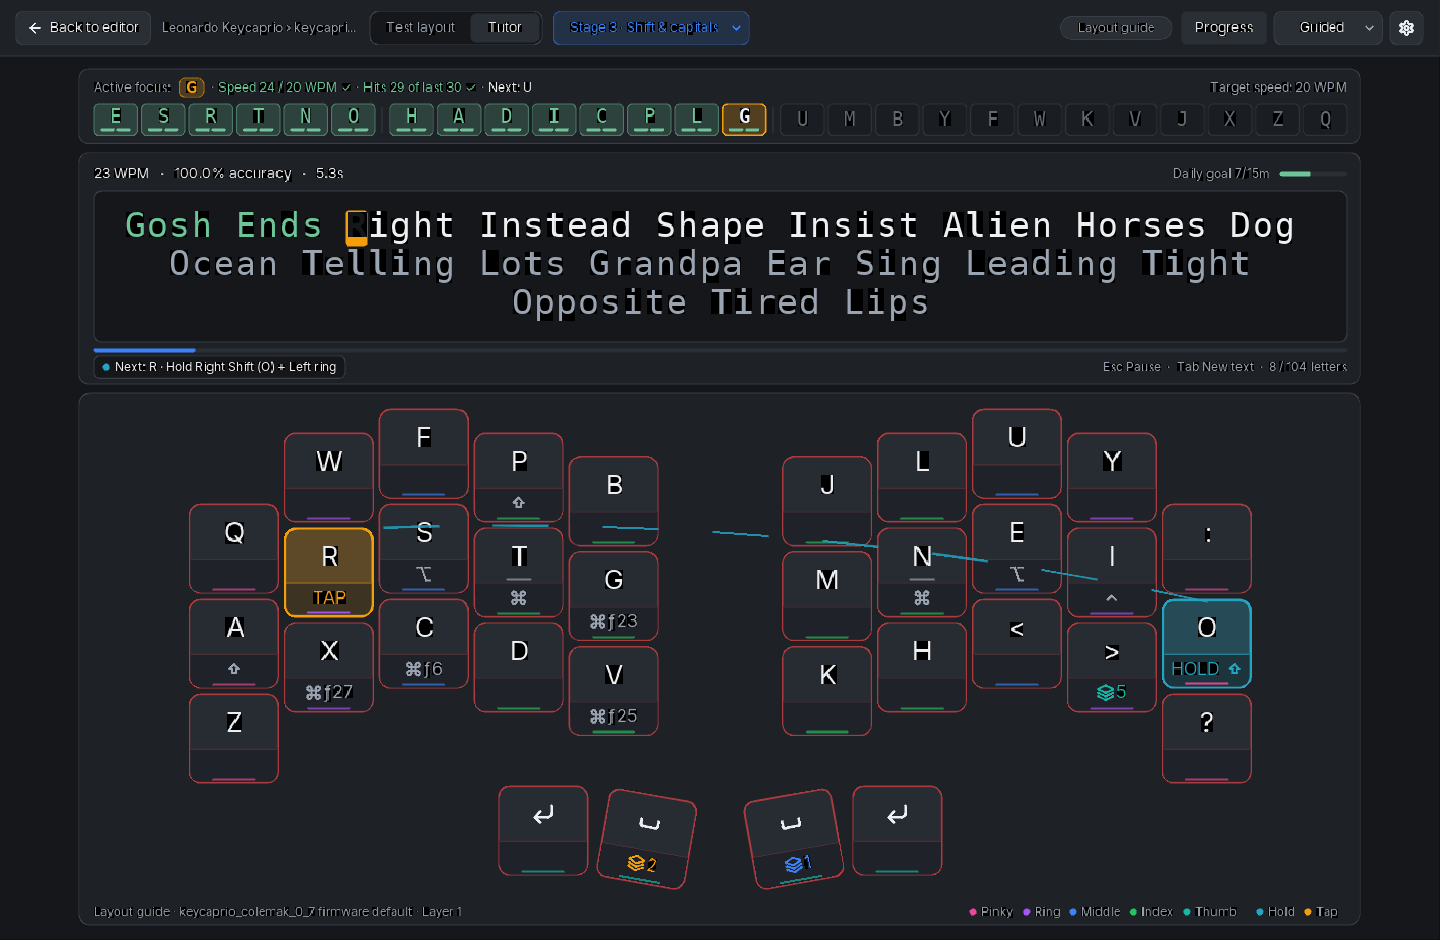 Back to editor
Leonardo Keycaprio › keycapri...
Test layout
Tutor
Stage 3 · Shift & capitals
Layout guide
Progress
Guided
Active focus: G · Speed 24 / 20 WPM ✓ · Hits 29 of last 30 ✓ · Next: U
Target speed: 20 WPM
E S R T N O H A D I C P L G U M B Y F W K V J X Z Q
23 WPM · 100.0% accuracy · 5.3s
Daily goal 7/15m
Gosh Ends Right Instead Shape Insist Alien Horses Dog
Ocean Telling Lots Grandpa Ear Sing Leading Tight
Opposite Tired Lips
Next: R · Hold Right Shift (O) + Left ring
Esc Pause · Tab New text · 8 / 104 letters
F U
W P L Y
⇧
B J
Q S E :
⌥ ⌥
R T N I
TAP ⌘ ⌘ ^
G M
⌘ƒ23
A C < O
⇧ ⌘ƒ6 HOLD ⇧
X D H >
⌘ƒ27 5
V K
⌘ƒ25
Z ?
2 1
Layout guide · keycaprio_colemak_0_7 firmware default · Layer 1
Pinky Ring Middle Index Thumb Hold Tap